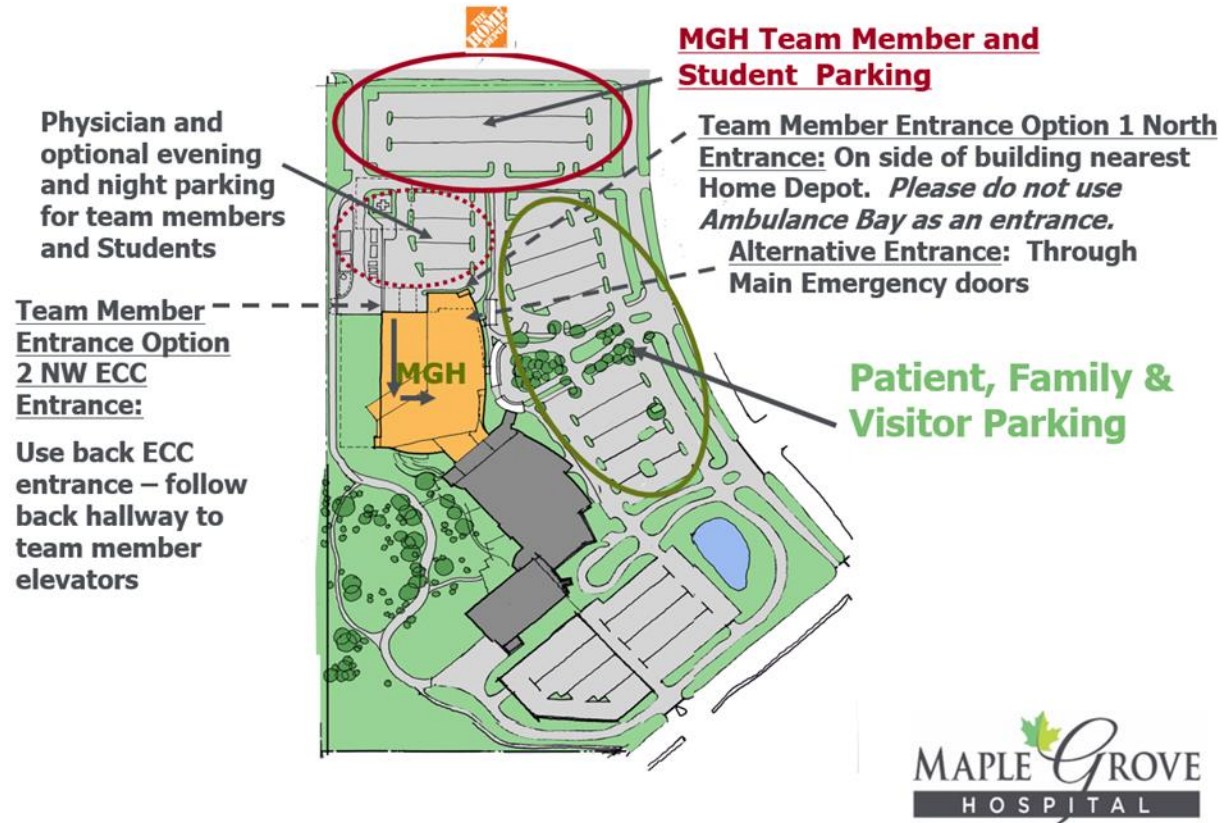 THE
HOME
DEPOT
MGH Team Member and
Student Parking
Physician and
optional evening
and night parking
for team members
and Students
Team Member Entrance Option 1 North
Entrance: On side of building nearest
Home Depot. Please do not use
Ambulance Bay as an entrance.
Alternative Entrance: Through
Main Emergency doors
Team Member
Entrance Option
2 NW ECC
Entrance:
Use back ECC
entrance – follow
back hallway to
team member
elevators
MGH
Patient, Family &
Visitor Parking
MAPLE GROVE
HOSPITAL